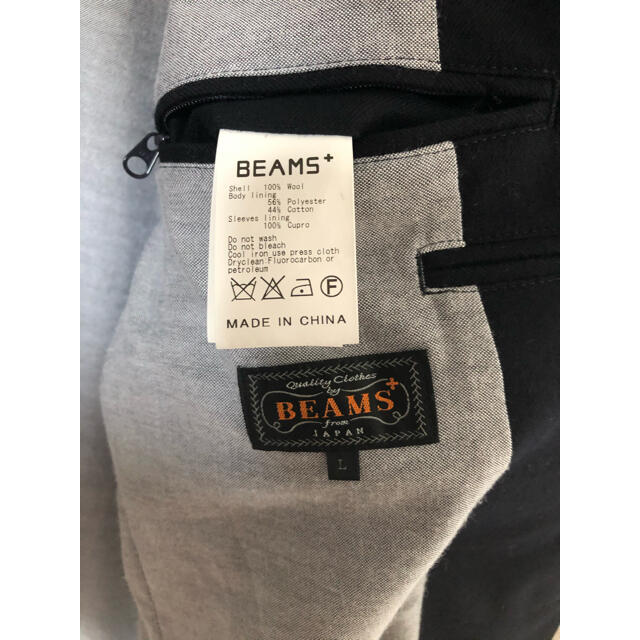 BEAMS+
Shell 100% Wool
Body lining
56% Polyester
44% Cotton
Sleeves lining
100% Cupro
Do not wash
Do not bleach
Cool iron use press cloth
Dryclean:Fluorocarbon or
petroleum
F
MADE IN CHINA
Quality Clothes
by
BEAMS+
from
JAPAN
L